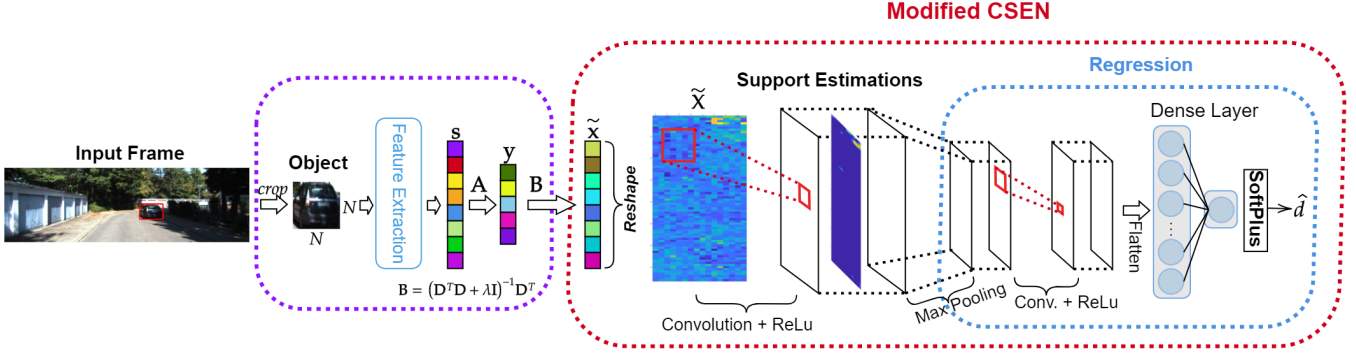 Modified CSEN
Regression
Support Estimations
Input Frame
crop
Object
N
N
Feature Extraction
s
A
y
B
B = (DᵀD + λI)⁻¹Dᵀ
x̃
Reshape
X̃
Convolution + ReLu
Max Pooling
Conv. + ReLu
Flatten
Dense Layer
......
SoftPlus
d̂